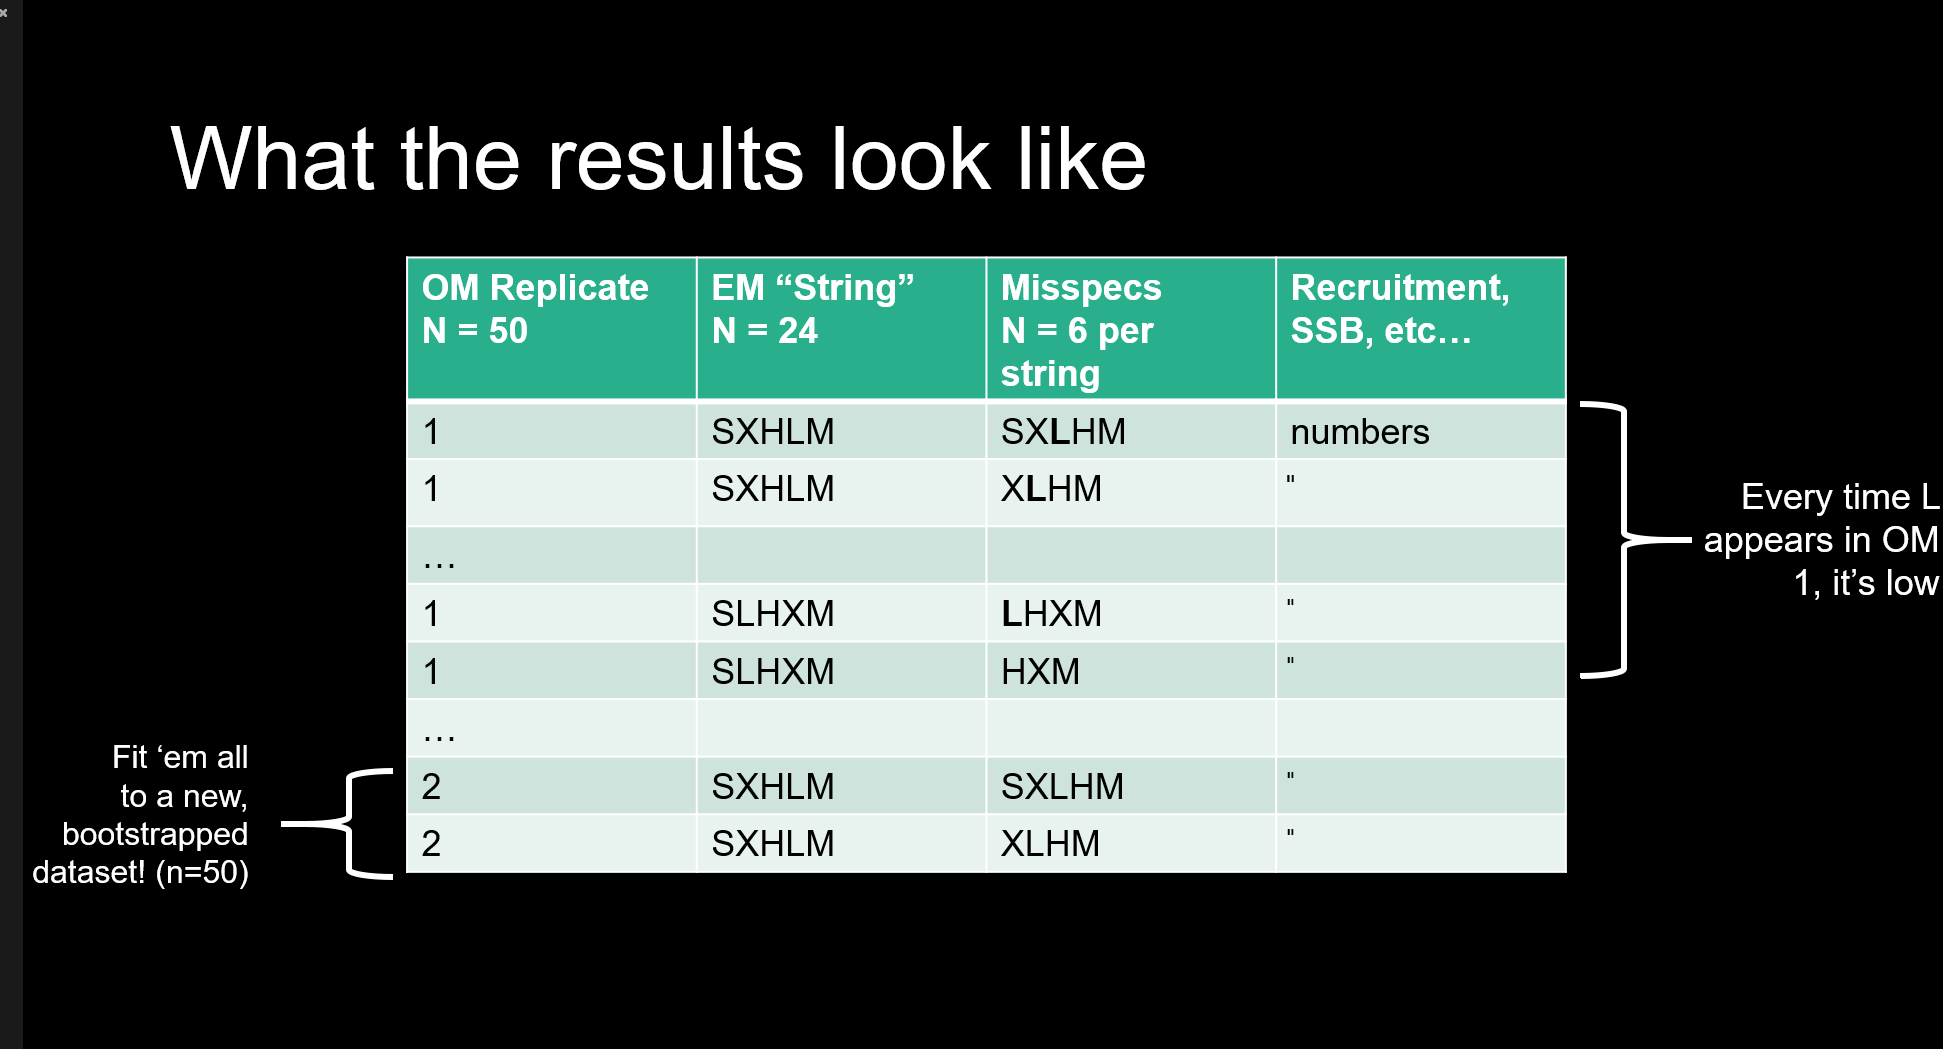 What the results look like
OM Replicate
N = 50
EM “String”
N = 24
Misspecs
N = 6 per
string
Recruitment,
SSB, etc…
1
SXHLM
SXLHM
numbers
1
SXHLM
XLHM
"
…
1
SLHXM
LHXM
"
1
SLHXM
HXM
"
…
2
SXHLM
SXLHM
"
2
SXHLM
XLHM
"
Every time L
appears in OM
1, it’s low
Fit ‘em all
to a new,
bootstrapped
dataset! (n=50)